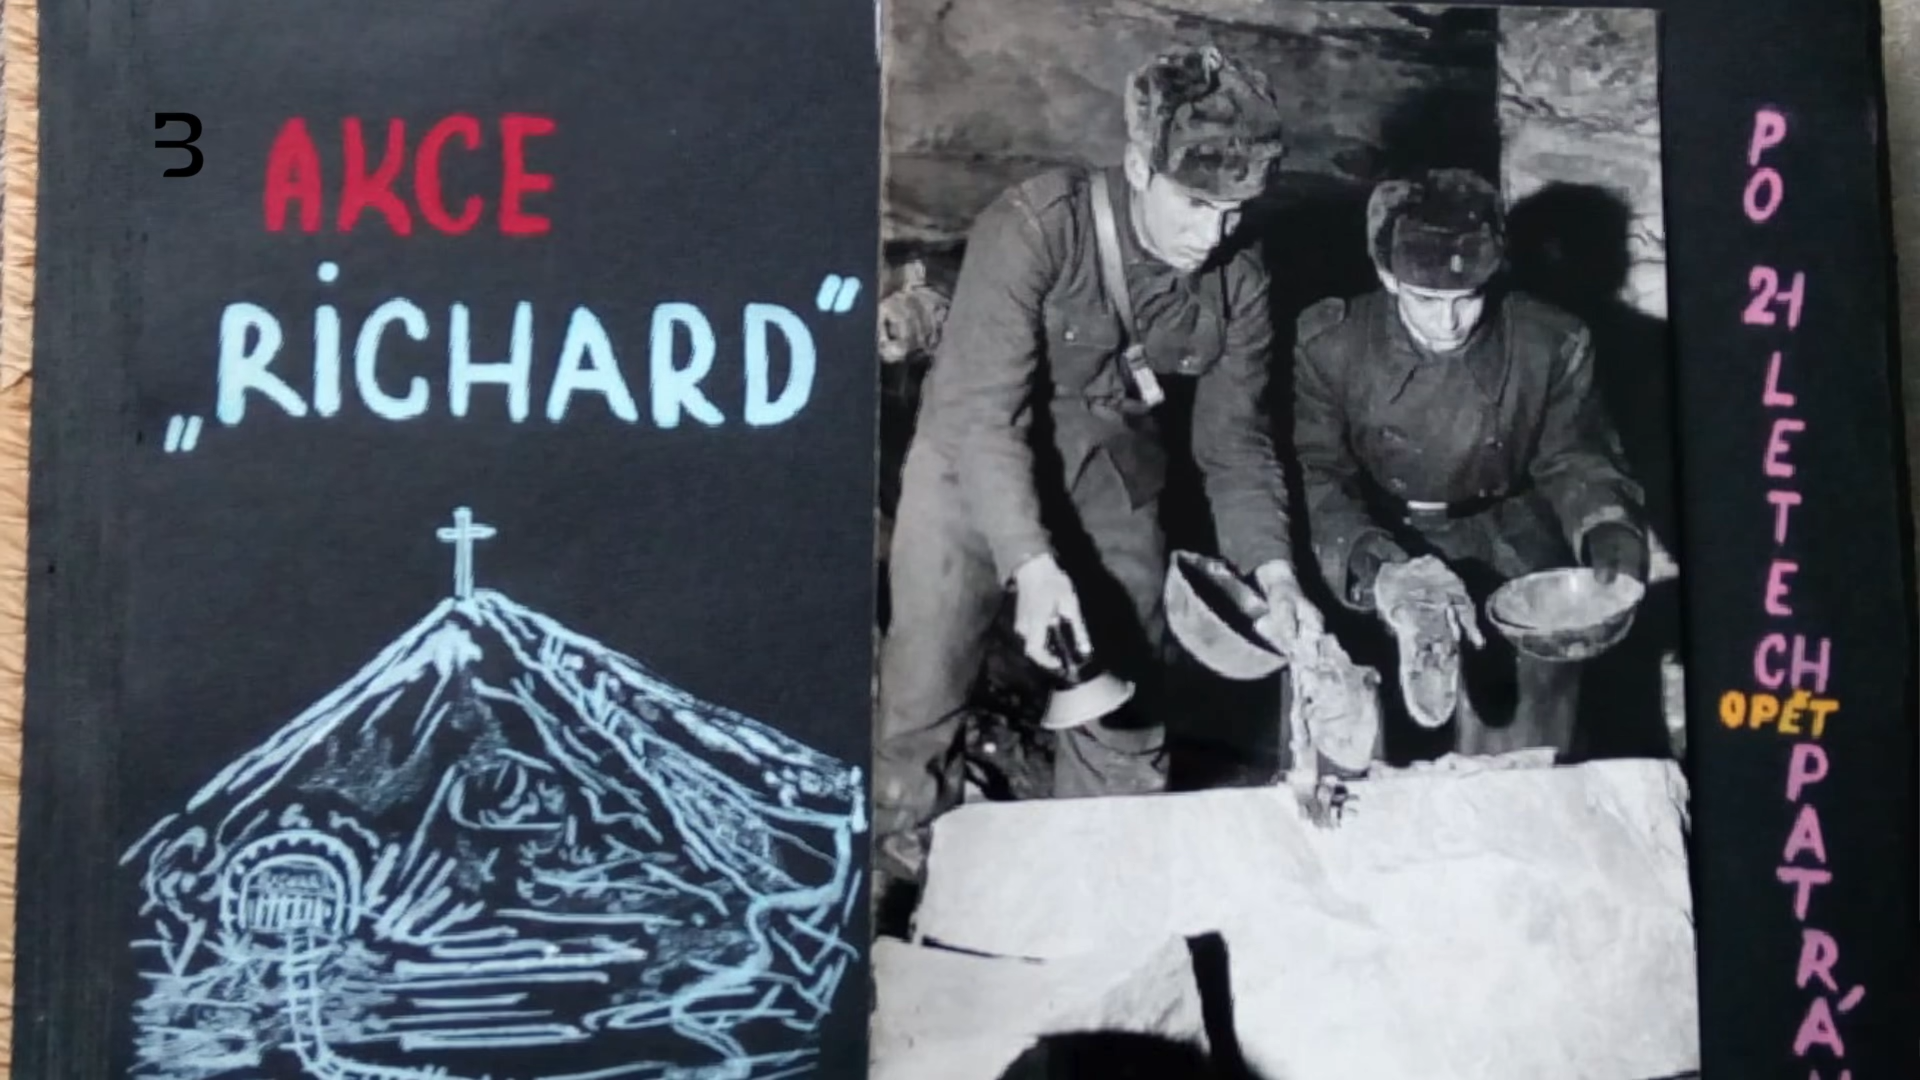 3
AKCE
„RiCHARD“
PO 21 LETECH
OPĚT
PATRÁ